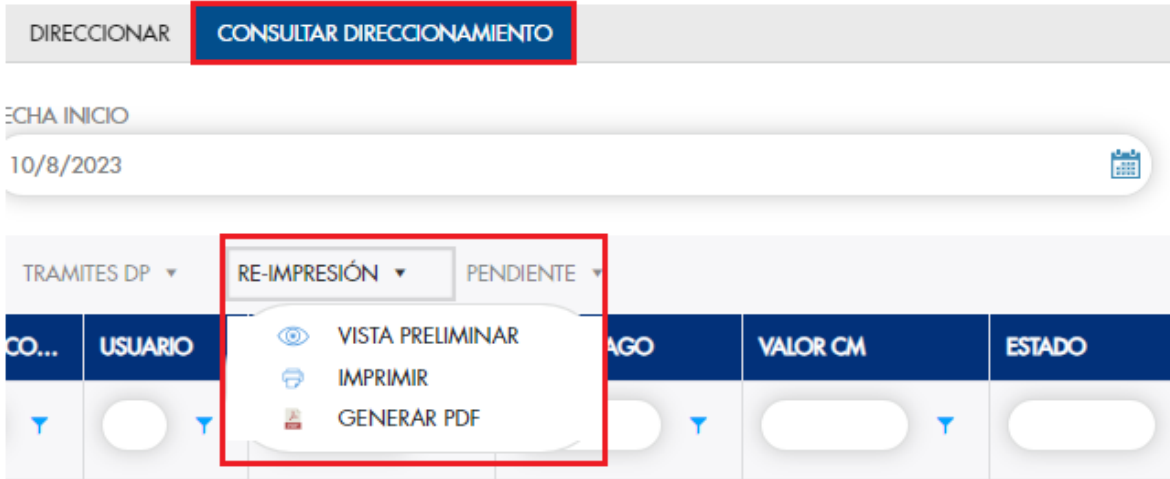 DIRECCIONAR CONSULTAR DIRECCIONAMIENTO
ECHA INICIO
10/8/2023
TRAMITES DP RE-IMPRESIÓN PENDIENTE
VISTA PRELIMINAR
CO... USUARIO AGO VALOR CM ESTADO
IMPRIMIR
GENERAR PDF